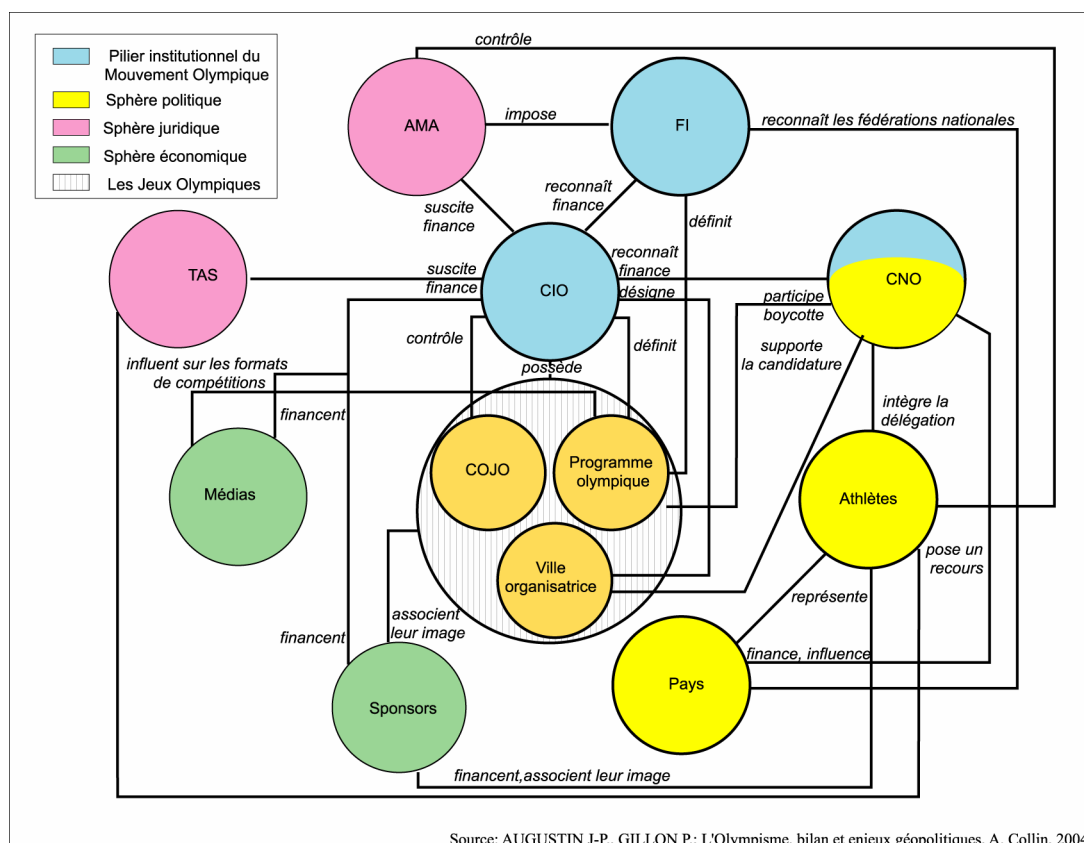 contrôle
Pilier institutionnel du
Mouvement Olympique
Sphère politique
Sphère juridique
Sphère économique
Les Jeux Olympiques
AMA
impose
FI
reconnaît les fédérations nationales
reconnaît
finance
suscite
finance
définit
TAS
suscite
finance
CIO
reconnaît
finance
désigne
CNO
participe
boycotte
contrôle
définit
supporte
la candidature
influent sur les formats
de compétitions
possède
financent
intègre la
délégation
COJO
Programme
olympique
Médias
Athlètes
pose un
recours
Ville
organisatrice
représente
associent
leur image
financent
finance, influence
Pays
Sponsors
financent,associent leur image
Source: AUGUSTIN J-P., GILLON P.: L'Olympisme, bilan et enjeux géopolitiques, A. Collin, 2004